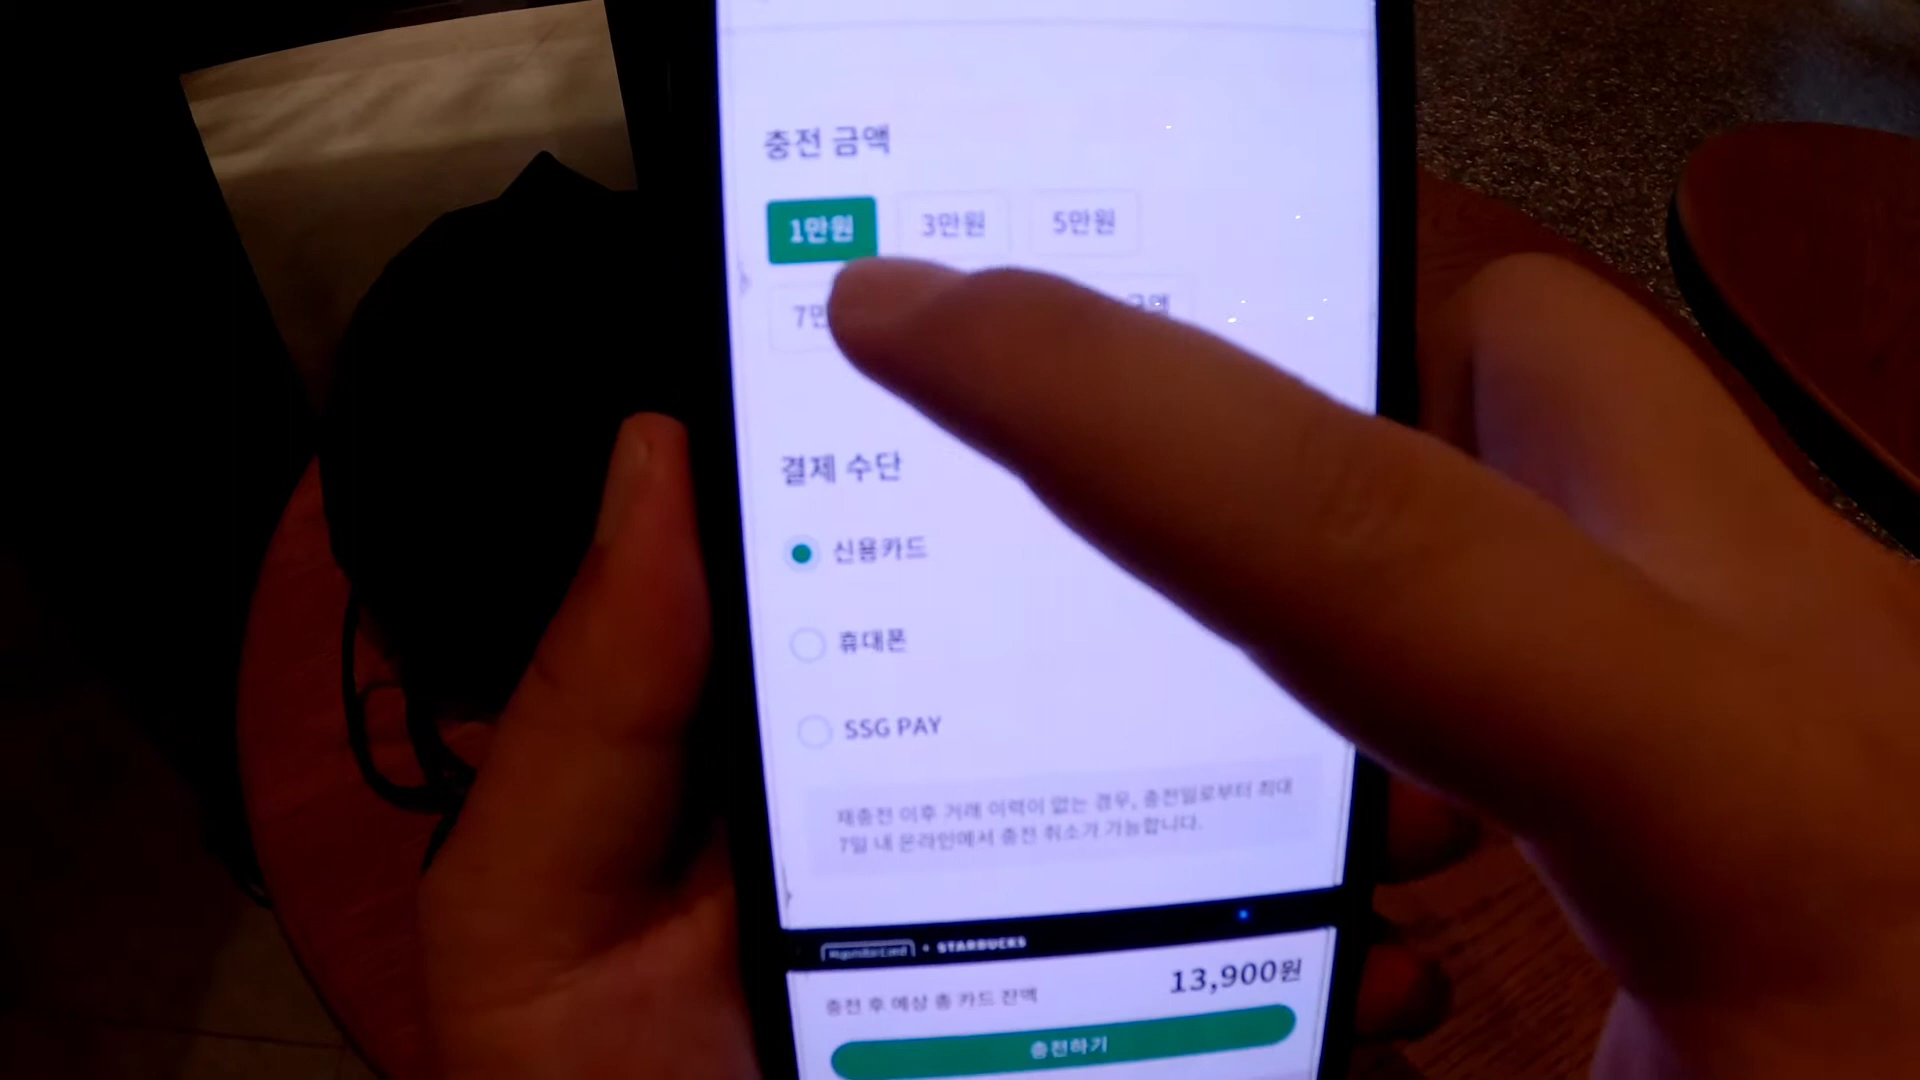 충전 금액
1만원 3만원 5만원
7만 금액
결제 수단
신용카드
휴대폰
SSG PAY
재충전 이후 거래 이력이 없는 경우, 충전일로부터 최대
7일 내 온라인에서 충전 취소가 가능합니다.
STARBUCKS
충전 후 예상 총 카드 잔액 13,900원
충전하기